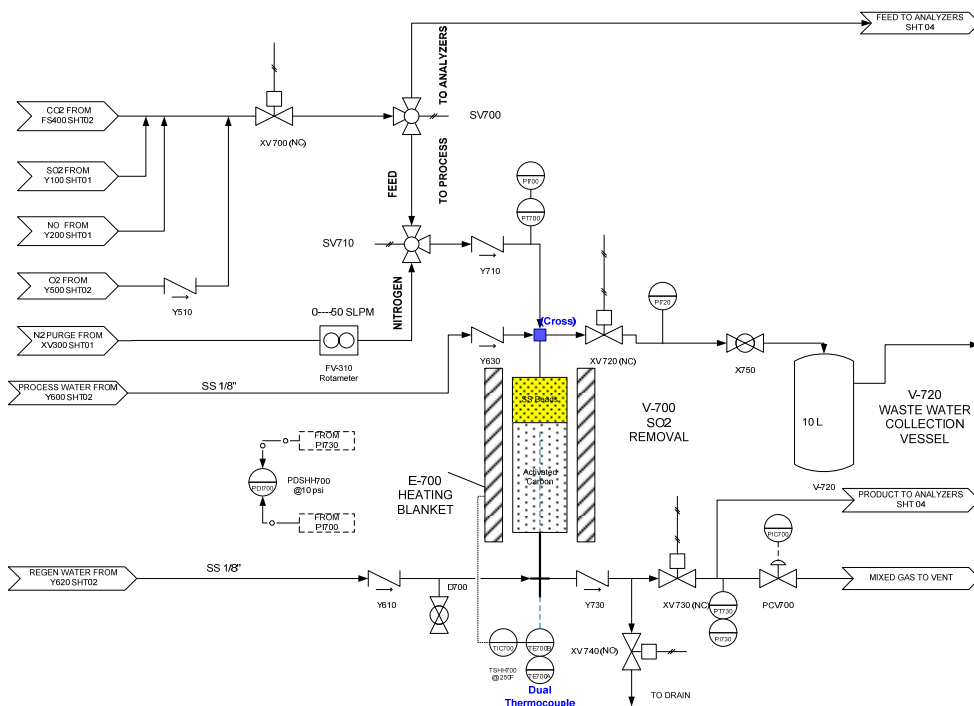 FEED TO ANALYZERS
SHT 04
TO ANALYZERS
CO2 FROM
FS400 SHT02
XV700 (NC)
SV700
SO2 FROM
Y100 SHT01
FEED
TO PROCESS
PI700
PT700
NO FROM
Y200 SHT01
SV710
Y710
O2 FROM
Y500 SHT02
Y510
NITROGEN
0----50 SLPM
(Cross)
PI720
N2 PURGE FROM
XV300 SHT01
FV-310
Rotameter
Y630
XV720 (NC)
X750
PROCESS WATER FROM
Y600 SHT02
SS 1/8"
SS Beads
V-700
SO2
REMOVAL
10 L
V-720
WASTE WATER
COLLECTION
VESSEL
FROM
PI730
PDI700
PDSHH700
@10 psi
FROM
PI700
E-700
HEATING
BLANKET
Activated
Carbon
V-720
PRODUCT TO ANALYZERS
SHT 04
PIC700
REGEN WATER FROM
Y620 SHT02
SS 1/8"
Y610
D700
Y730
XV730 (NC)
PT730
PI730
PCV700
MIXED GAS TO VENT
TIC700
TE700B
TE700A
TSHH700
@250F
XV740 (NO)
Dual
Thermocouple
TO DRAIN